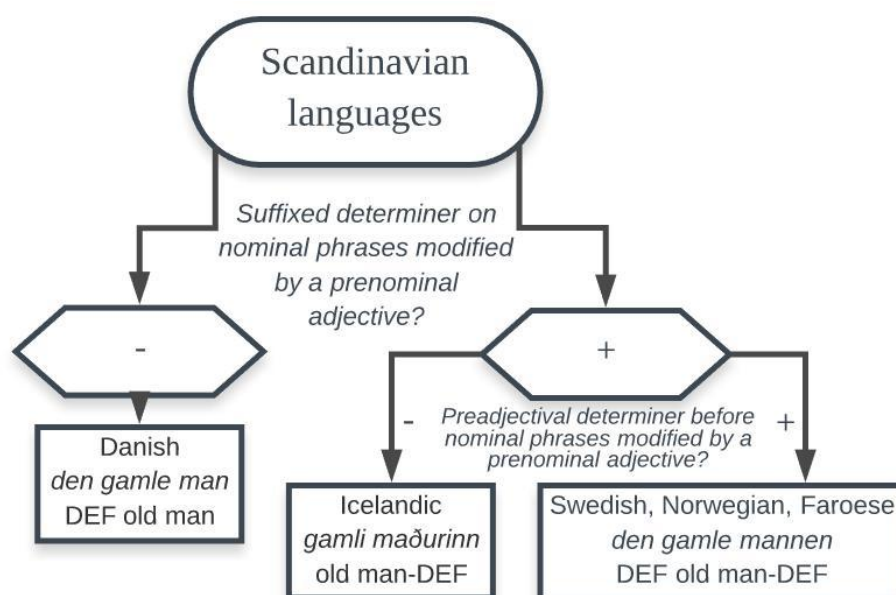 Scandinavian
languages
Suffixed determiner on
nominal phrases modified
by a prenominal
adjective?
-
+
-
Preadjectival determiner before
nominal phrases modified by a
prenominal adjective?
+
Danish
den gamle man
DEF old man
Icelandic
gamli maðurinn
old man-DEF
Swedish, Norwegian, Faroese
den gamle mannen
DEF old man-DEF